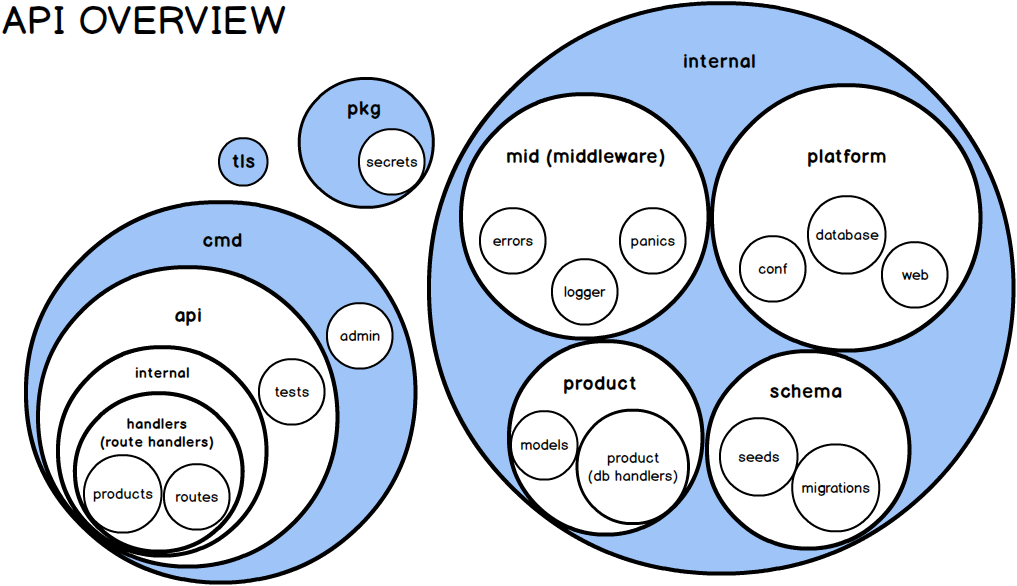 API OVERVIEW
internal
pkg
secrets
tls
mid (middleware)
errors
panics
logger
platform
database
conf
web
cmd
api
admin
internal
tests
handlers
(route handlers)
products
routes
product
models
product
(db handlers)
schema
seeds
migrations